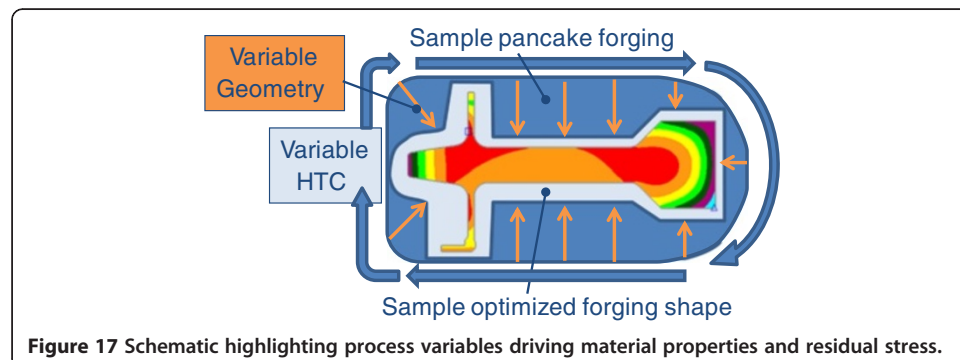 Sample pancake forging
Variable
Geometry
Variable
HTC
Sample optimized forging shape
Figure 17 Schematic highlighting process variables driving material properties and residual stress.